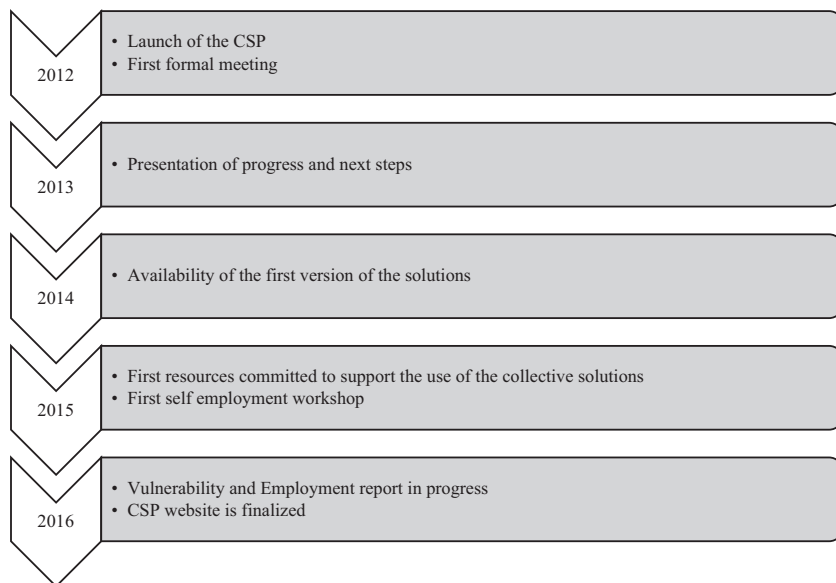 2012
• Launch of the CSP
• First formal meeting
2013
• Presentation of progress and next steps
2014
• Availability of the first version of the solutions
2015
• First resources committed to support the use of the collective solutions
• First self employment workshop
2016
• Vulnerability and Employment report in progress
• CSP website is finalized